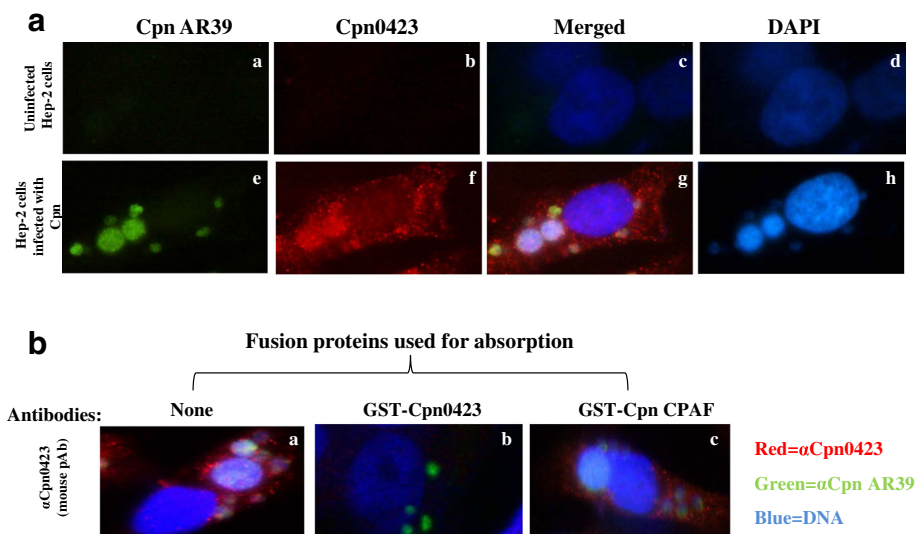 a
Cpn AR39 Cpn0423 Merged DAPI
Uninfected
Hep-2 cells
a b c d
Hep-2 cells
infected with
Cpn
e f g h
b
Fusion proteins used for absorption
Antibodies: None GST-Cpn0423 GST-Cpn CPAF
αCpn0423
(mouse pAb)
a b c
Red=αCpn0423
Green=αCpn AR39
Blue=DNA